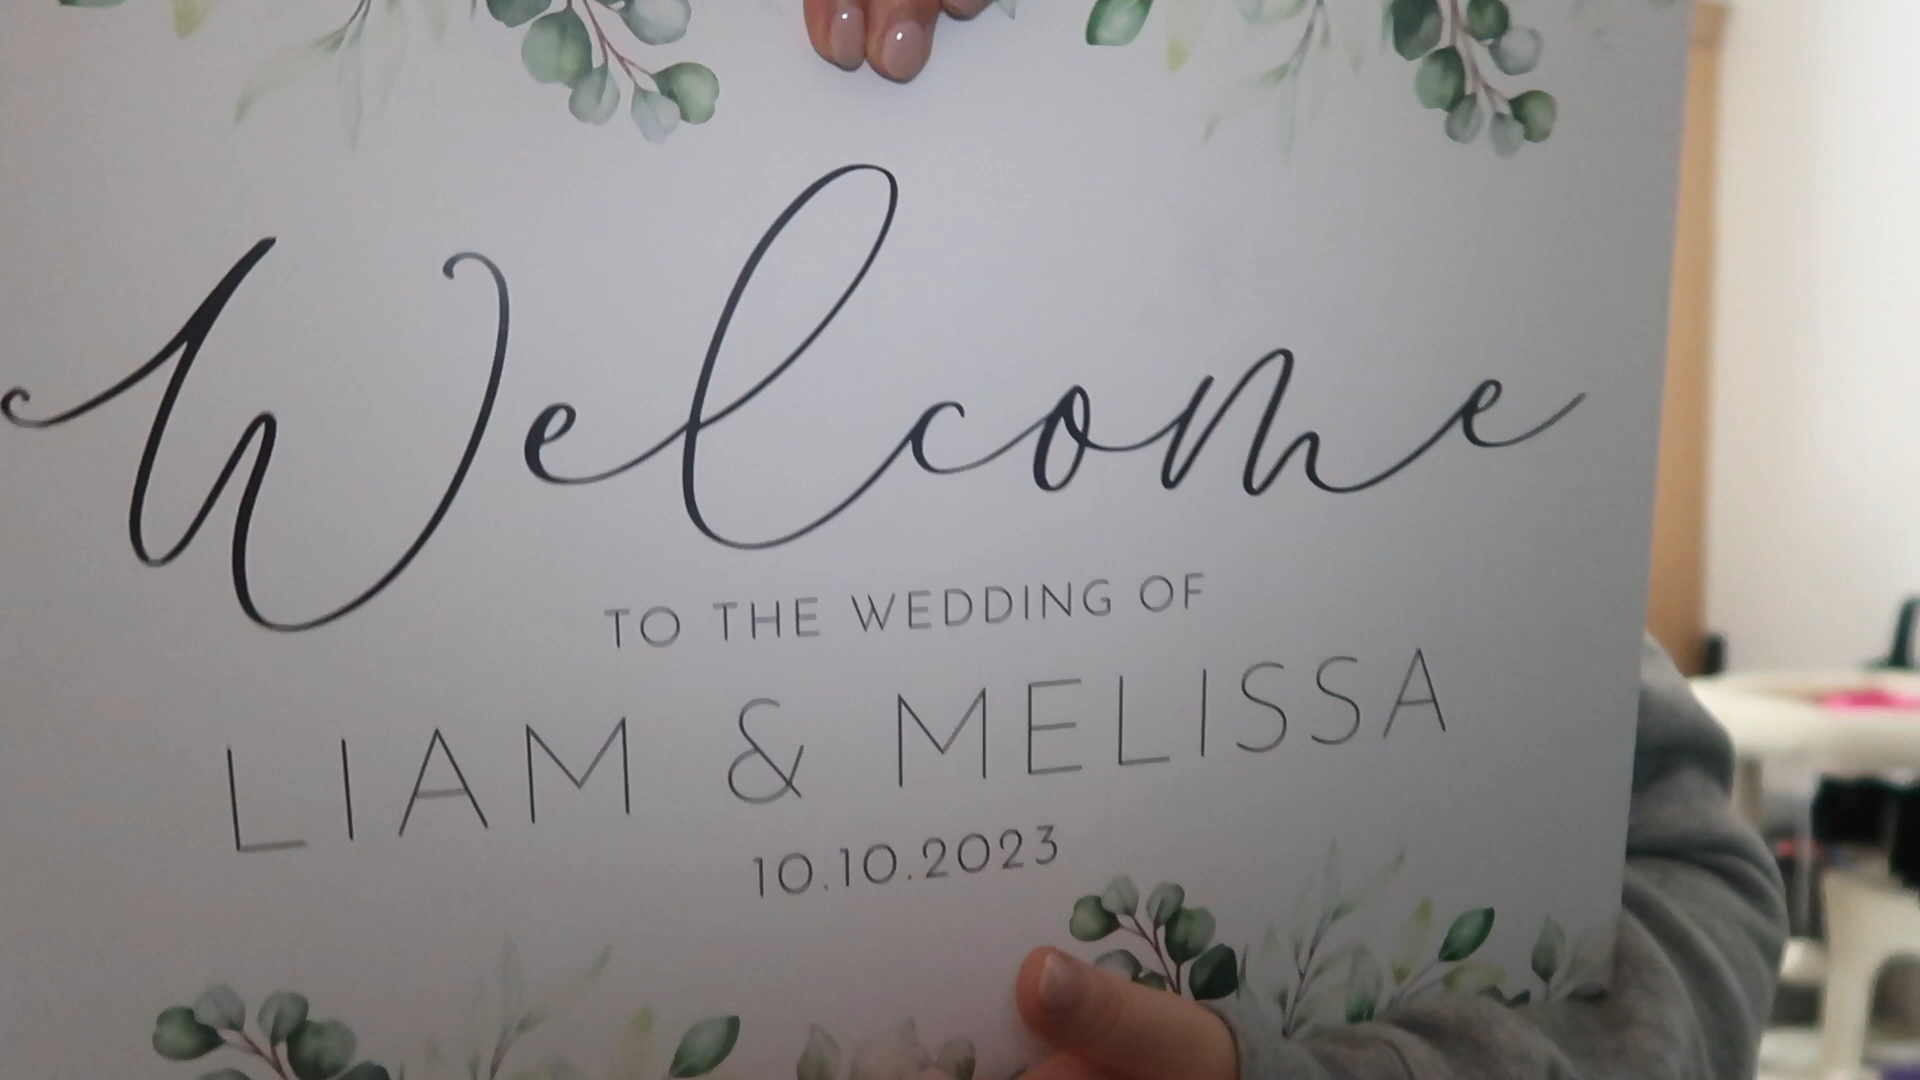 Welcome
TO THE WEDDING OF
LIAM & MELISSA
10.10.2023